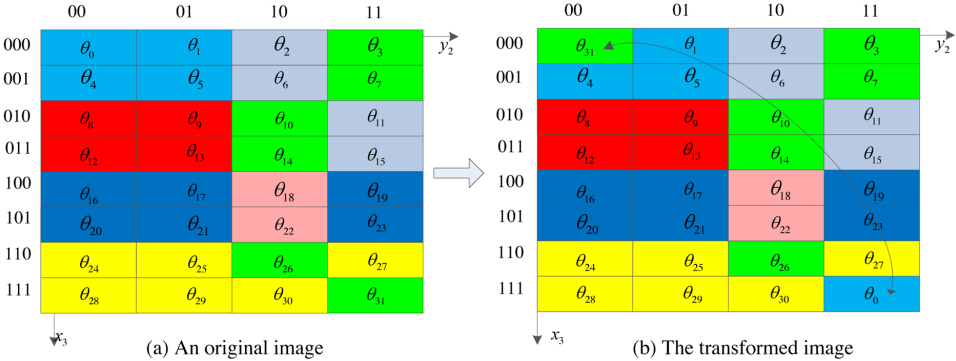 00 01 10 11 00 01 10 11
000 θ0 θ1 θ2 θ3 y2 000 θ31 θ1 θ2 θ3 y2
001 θ4 θ5 θ6 θ7 001 θ4 θ5 θ6 θ7
010 θ8 θ9 θ10 θ11 010 θ8 θ9 θ10 θ11
011 θ12 θ13 θ14 θ15 011 θ12 θ13 θ14 θ15
100 θ16 θ17 θ18 θ19 100 θ16 θ17 θ18 θ19
101 θ20 θ21 θ22 θ23 101 θ20 θ21 θ22 θ23
110 θ24 θ25 θ26 θ27 110 θ24 θ25 θ26 θ27
111 θ28 θ29 θ30 θ31 111 θ28 θ29 θ30 θ0
x3 x3
(a) An original image (b) The transformed image